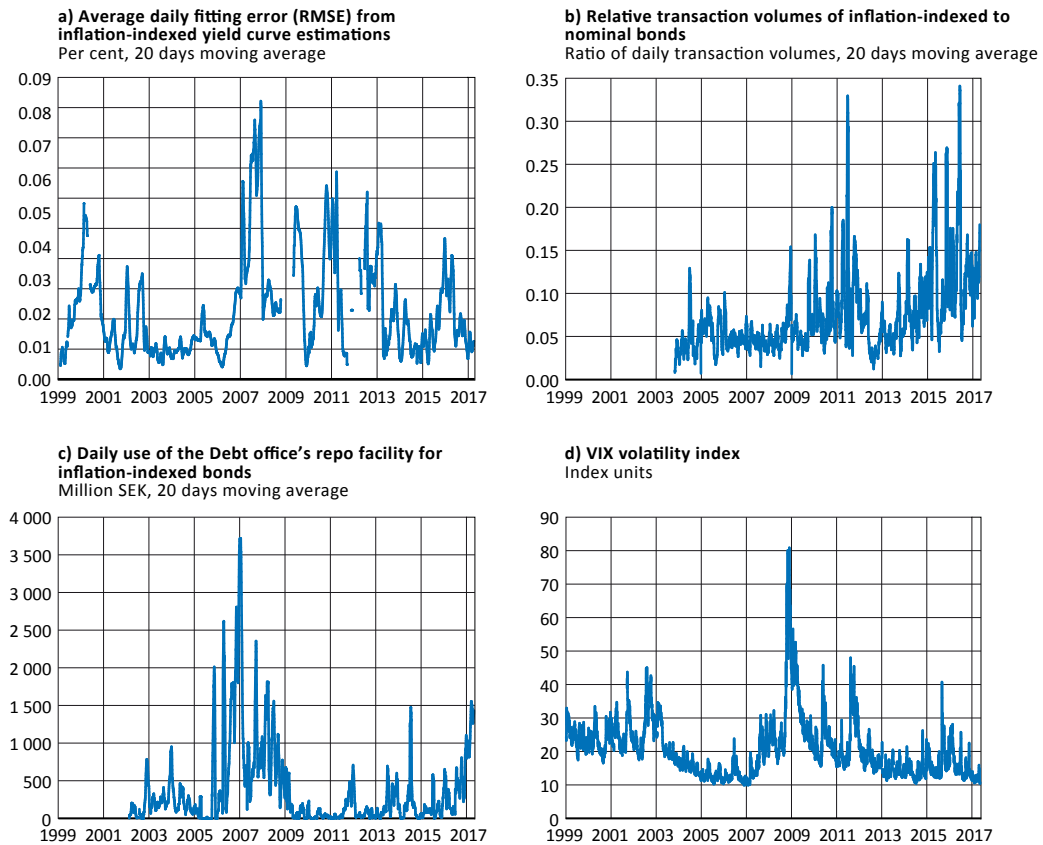 a) Average daily fitting error (RMSE) from
inflation-indexed yield curve estimations
Per cent, 20 days moving average
0.09
0.08
0.07
0.06
0.05
0.04
0.03
0.02
0.01
0.00
1999 2001 2003 2005 2007 2009 2011 2013 2015 2017
b) Relative transaction volumes of inflation-indexed to
nominal bonds
Ratio of daily transaction volumes, 20 days moving average
0.35
0.30
0.25
0.20
0.15
0.10
0.05
0.00
1999 2001 2003 2005 2007 2009 2011 2013 2015 2017
c) Daily use of the Debt office's repo facility for
inflation-indexed bonds
Million SEK, 20 days moving average
4 000
3 500
3 000
2 500
2 000
1 500
1 000
500
0
1999 2001 2003 2005 2007 2009 2011 2013 2015 2017
d) VIX volatility index
Index units
90
80
70
60
50
40
30
20
10
0
1999 2001 2003 2005 2007 2009 2011 2013 2015 2017